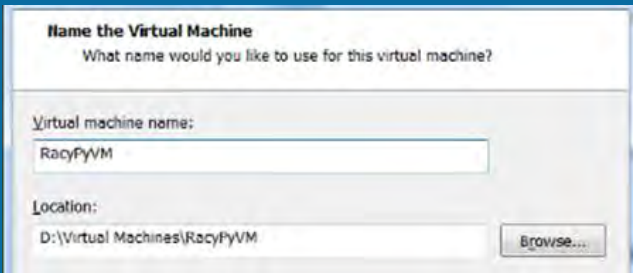 Name the Virtual Machine
What name would you like to use for this virtual machine?
Virtual machine name:
RacyPyVM
Location:
D:\Virtual Machines\RacyPyVM
Browse...